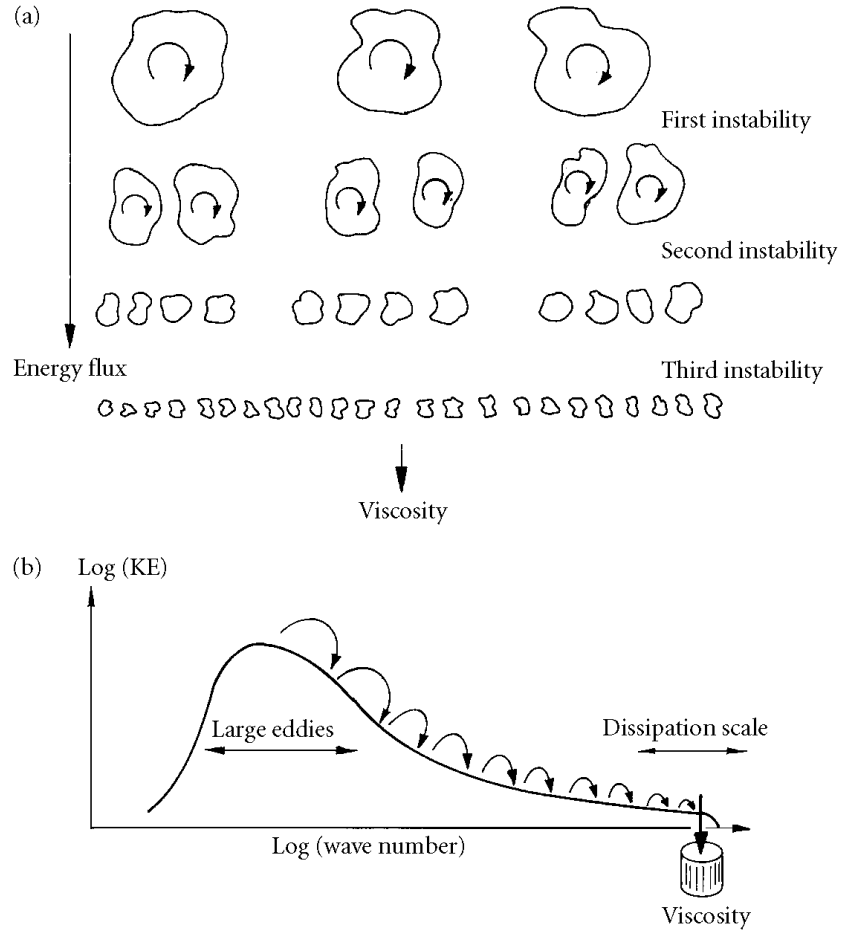 (a)
First instability
Second instability
Energy flux
Third instability
Viscosity
(b) Log (KE)
Large eddies
Dissipation scale
Log (wave number)
Viscosity